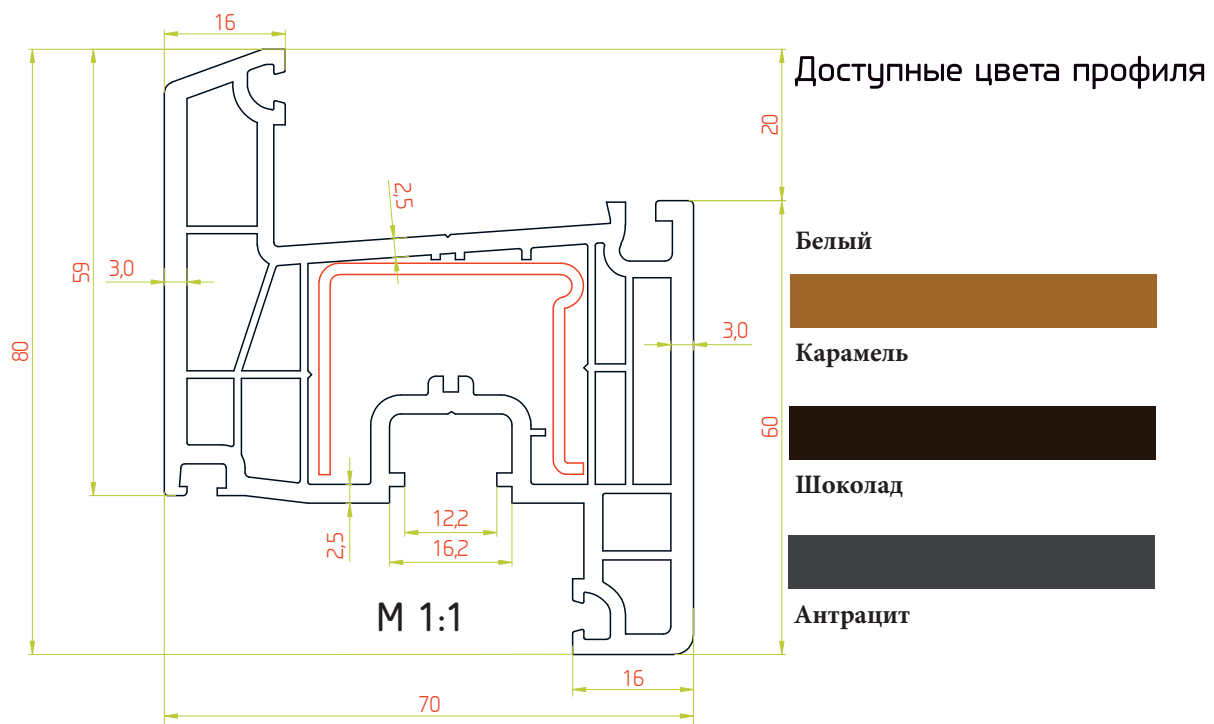 16
Доступные цвета профиля
20
2,5
Белый
59
3,0
3,0
80
Карамель
60
Шоколад
12,2
2,5
16,2
М 1:1
Антрацит
16
70